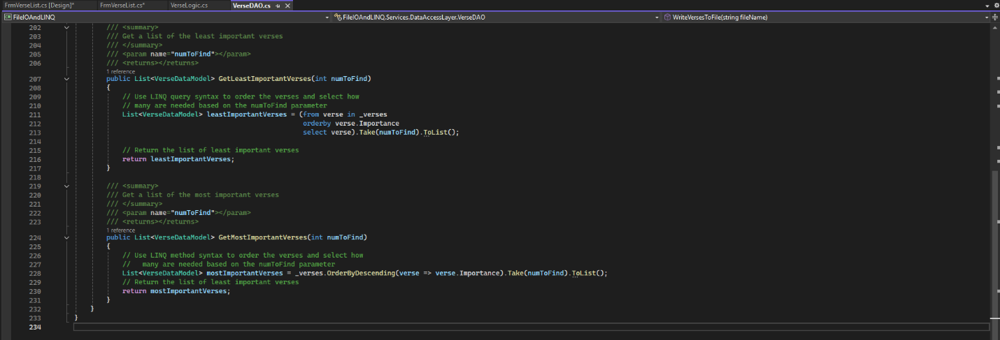 FrmVerseList.cs [Design]* FrmVerseList.cs* VerseLogic.cs VerseDAO.cs
FileIOAndLINQ FileIOAndLINQ.Services.DataAccessLayer.VerseDAO WriteVersesToFile(string fileName)
202 /// <summary>
203 /// Get a list of the least important verses
204 /// </summary>
205 /// <param name="numToFind"></param>
206 /// <returns></returns>
1 reference
207 public List<VerseDataModel> GetLeastImportantVerses(int numToFind)
208 {
209 // Use LINQ query syntax to order the verses and select how
210 // many are needed based on the numToFind parameter
211 List<VerseDataModel> leastImportantVerses = (from verse in _verses
212 orderby verse.Importance
213 select verse).Take(numToFind).ToList();
214
215 // Return the list of least important verses
216 return leastImportantVerses;
217 }
218
219 /// <summary>
220 /// Get a list of the most important verses
221 /// </summary>
222 /// <param name="numToFind"></param>
223 /// <returns></returns>
1 reference
224 public List<VerseDataModel> GetMostImportantVerses(int numToFind)
225 {
226 // Use LINQ method syntax to order the verses and select how
227 // many are needed based on the numToFind parameter
228 List<VerseDataModel> mostImportantVerses = _verses.OrderByDescending(verse => verse.Importance).Take(numToFind).ToList();
229 // Return the list of least important verses
230 return mostImportantVerses;
231 }
232 }
233 }
234